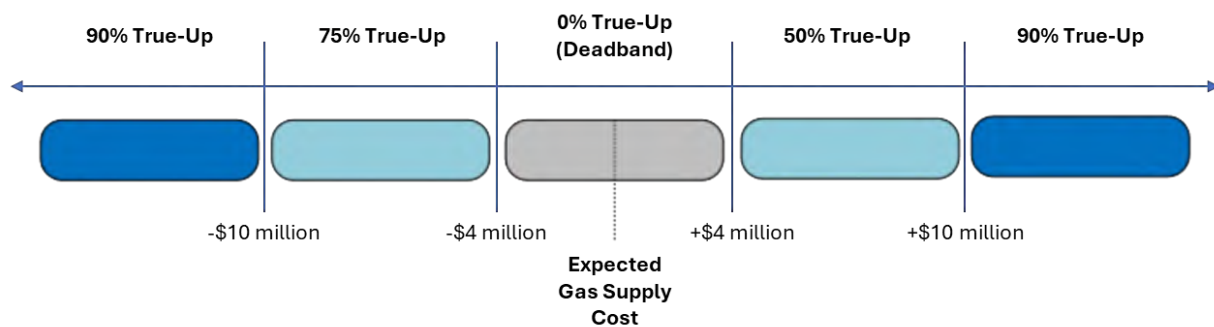 90% True-Up
75% True-Up
0% True-Up
(Deadband)
50% True-Up
90% True-Up
-$10 million
-$4 million
+$4 million
+$10 million
Expected
Gas Supply
Cost